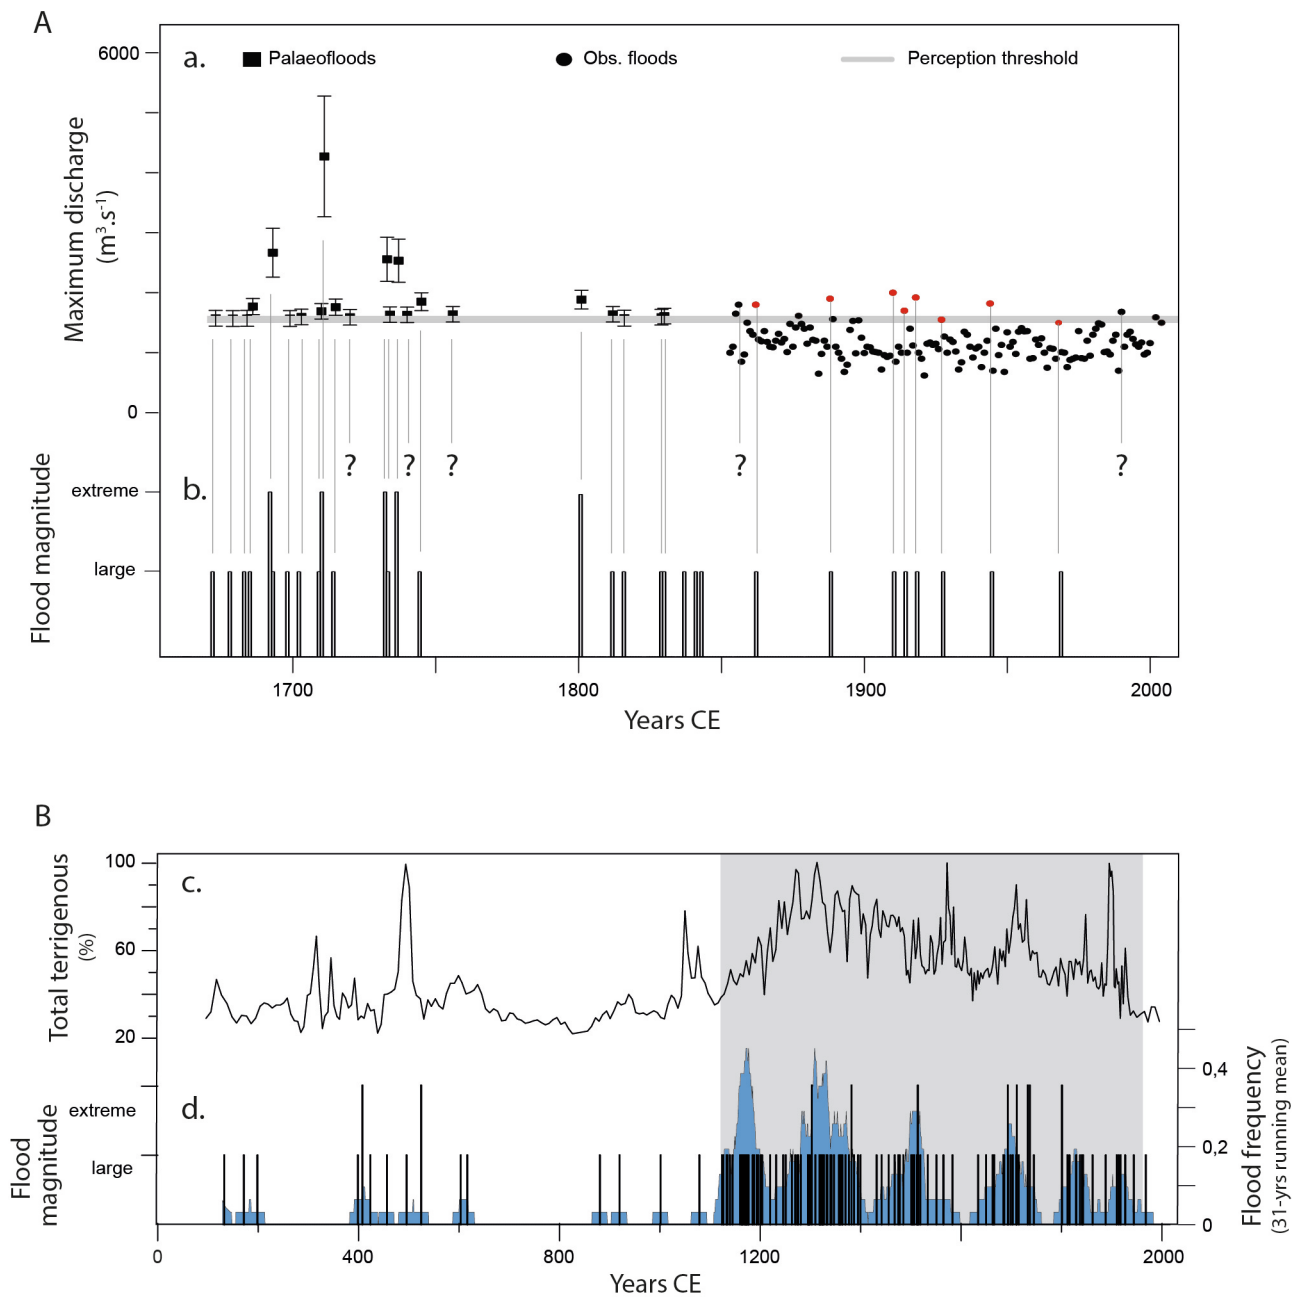 A
a.
Palaeofloods
Obs. floods
Perception threshold
6000
0
Maximum discharge
(m³.s⁻¹)
? ? ? ? ?
b.
Flood magnitude
extreme
large
1700 1800 1900 2000
Years CE
B
c.
100
60
20
Total terrigenous
(%)
d.
extreme
large
Flood
magnitude
0,4
0,2
0
Flood frequency
(31-yrs running mean)
0 400 800 1200 2000
Years CE